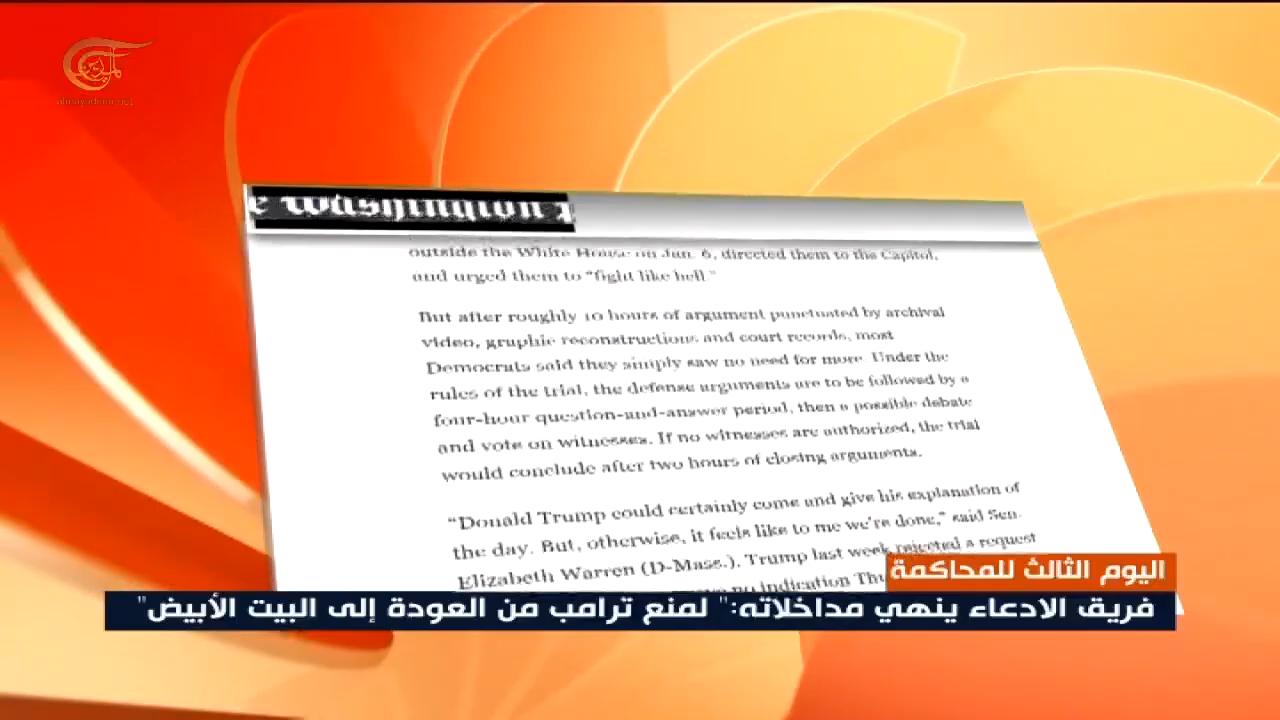 الميادين
almayadeen.net
e Washington P
outside the White House on Jan. 6, directed them to the Capitol,
and urged them to “fight like hell.”
But after roughly 10 hours of argument punctuated by archival
video, graphic reconstructions and court records, most
Democrats said they simply saw no need for more. Under the
rules of the trial, the defense arguments are to be followed by a
four-hour question-and-answer period, then a possible debate
and vote on witnesses. If no witnesses are authorized, the trial
would conclude after two hours of closing arguments.
“Donald Trump could certainly come and give his explanation of
the day. But, otherwise, it feels like to me we’re done,” said Sen.
Elizabeth Warren (D-Mass.). Trump last week rejected a request
no indication Thu
اليوم الثالث للمحاكمة
فريق الادعاء ينهي مداخلاته:" لمنع ترامب من العودة إلى البيت الأبيض"